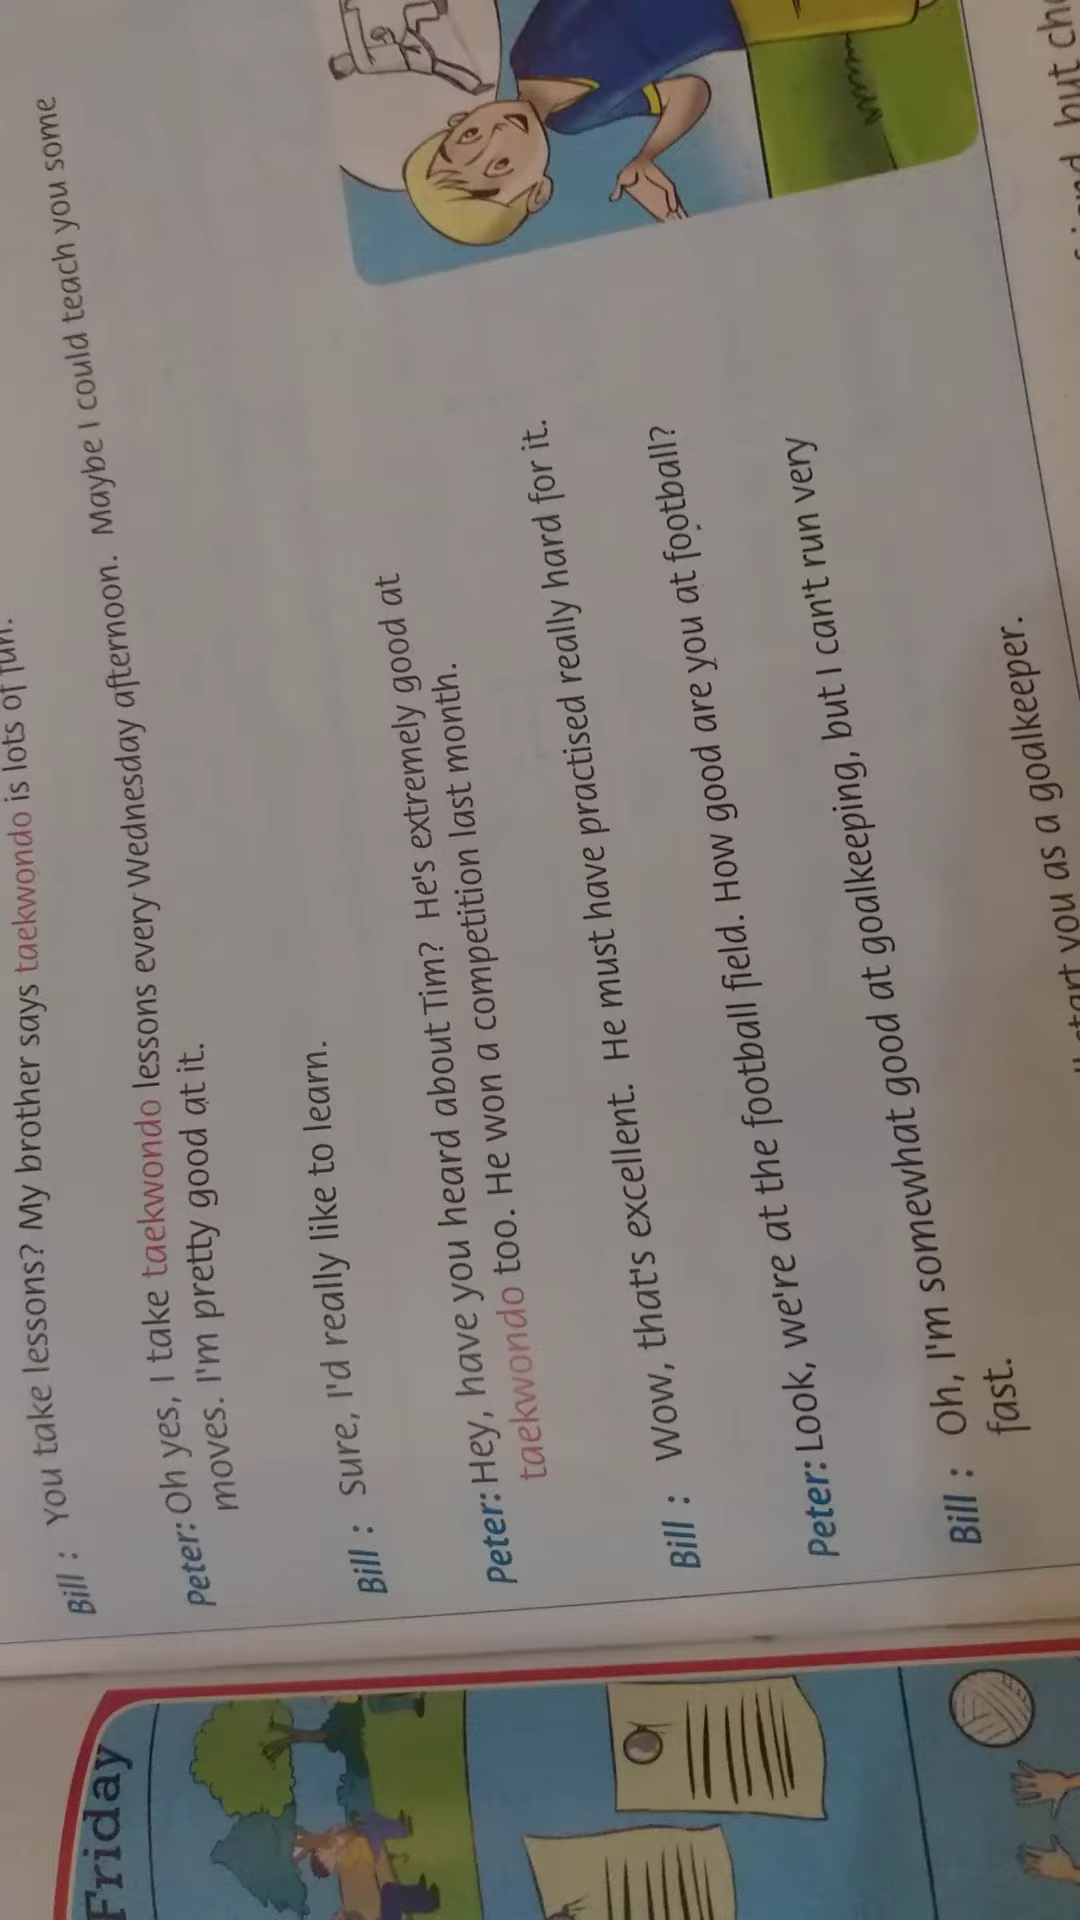 Bill : You take lessons? My brother says taekwondo is lots of fun.
Peter: Oh yes, I take taekwondo lessons every Wednesday afternoon. Maybe I could teach you some
moves. I'm pretty good at it.
Bill : Sure, I'd really like to learn.
Peter: Hey, have you heard about Tim? He's extremely good at
taekwondo too. He won a competition last month.
Bill : Wow, that's excellent. He must have practised really hard for it.
Peter: Look, we're at the football field. How good are you at football?
Bill : Oh, I'm somewhat good at goalkeeping, but I can't run very
fast.
start you as a goalkeeper.
but
Friday